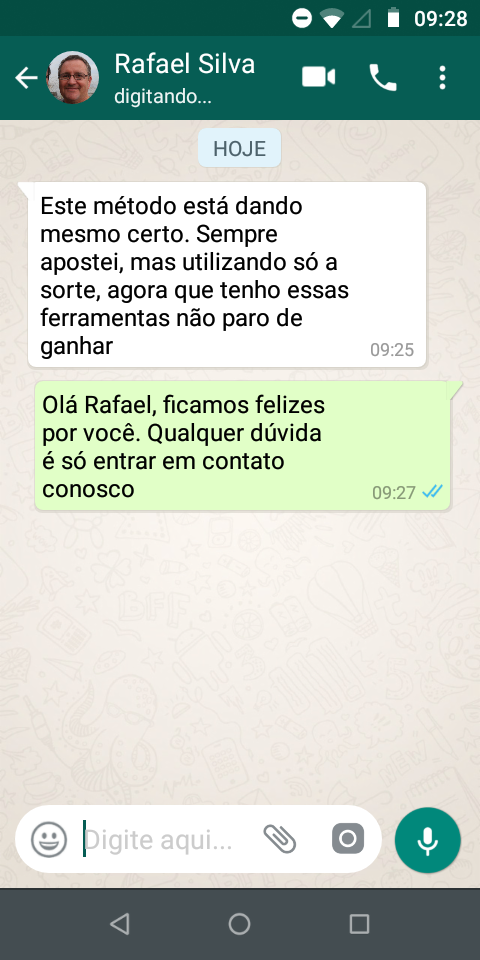 09:28
Rafael Silva
digitando...
HOJE
Este método está dando
mesmo certo. Sempre
apostei, mas utilizando só a
sorte, agora que tenho essas
ferramentas não paro de
ganhar
09:25
Olá Rafael, ficamos felizes
por você. Qualquer dúvida
é só entrar em contato
conosco
09:27
Digite aqui...